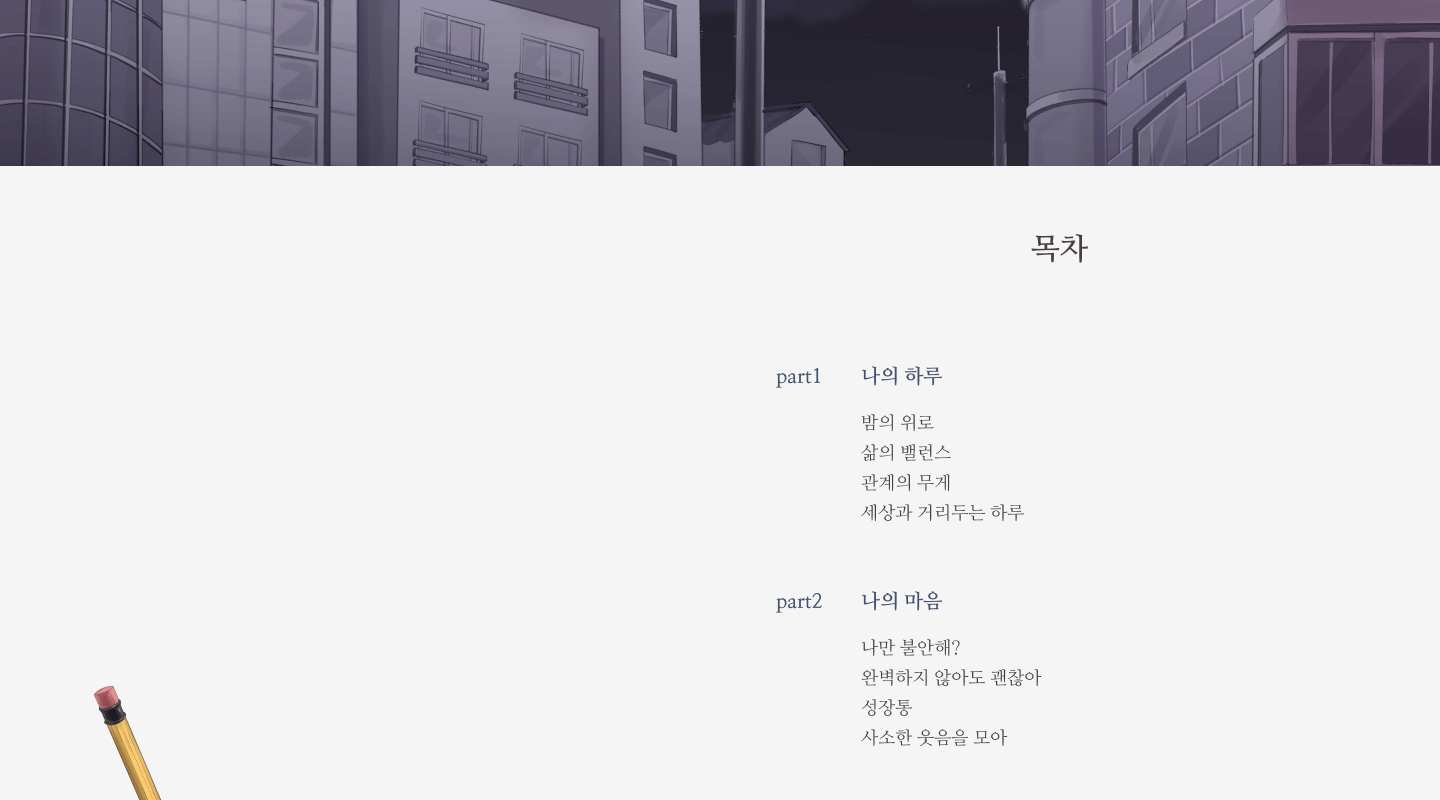 목차
part1 나의 하루
밤의 위로
삶의 밸런스
관계의 무게
세상과 거리두는 하루
part2 나의 마음
나만 불안해?
완벽하지 않아도 괜찮아
성장통
사소한 웃음을 모아